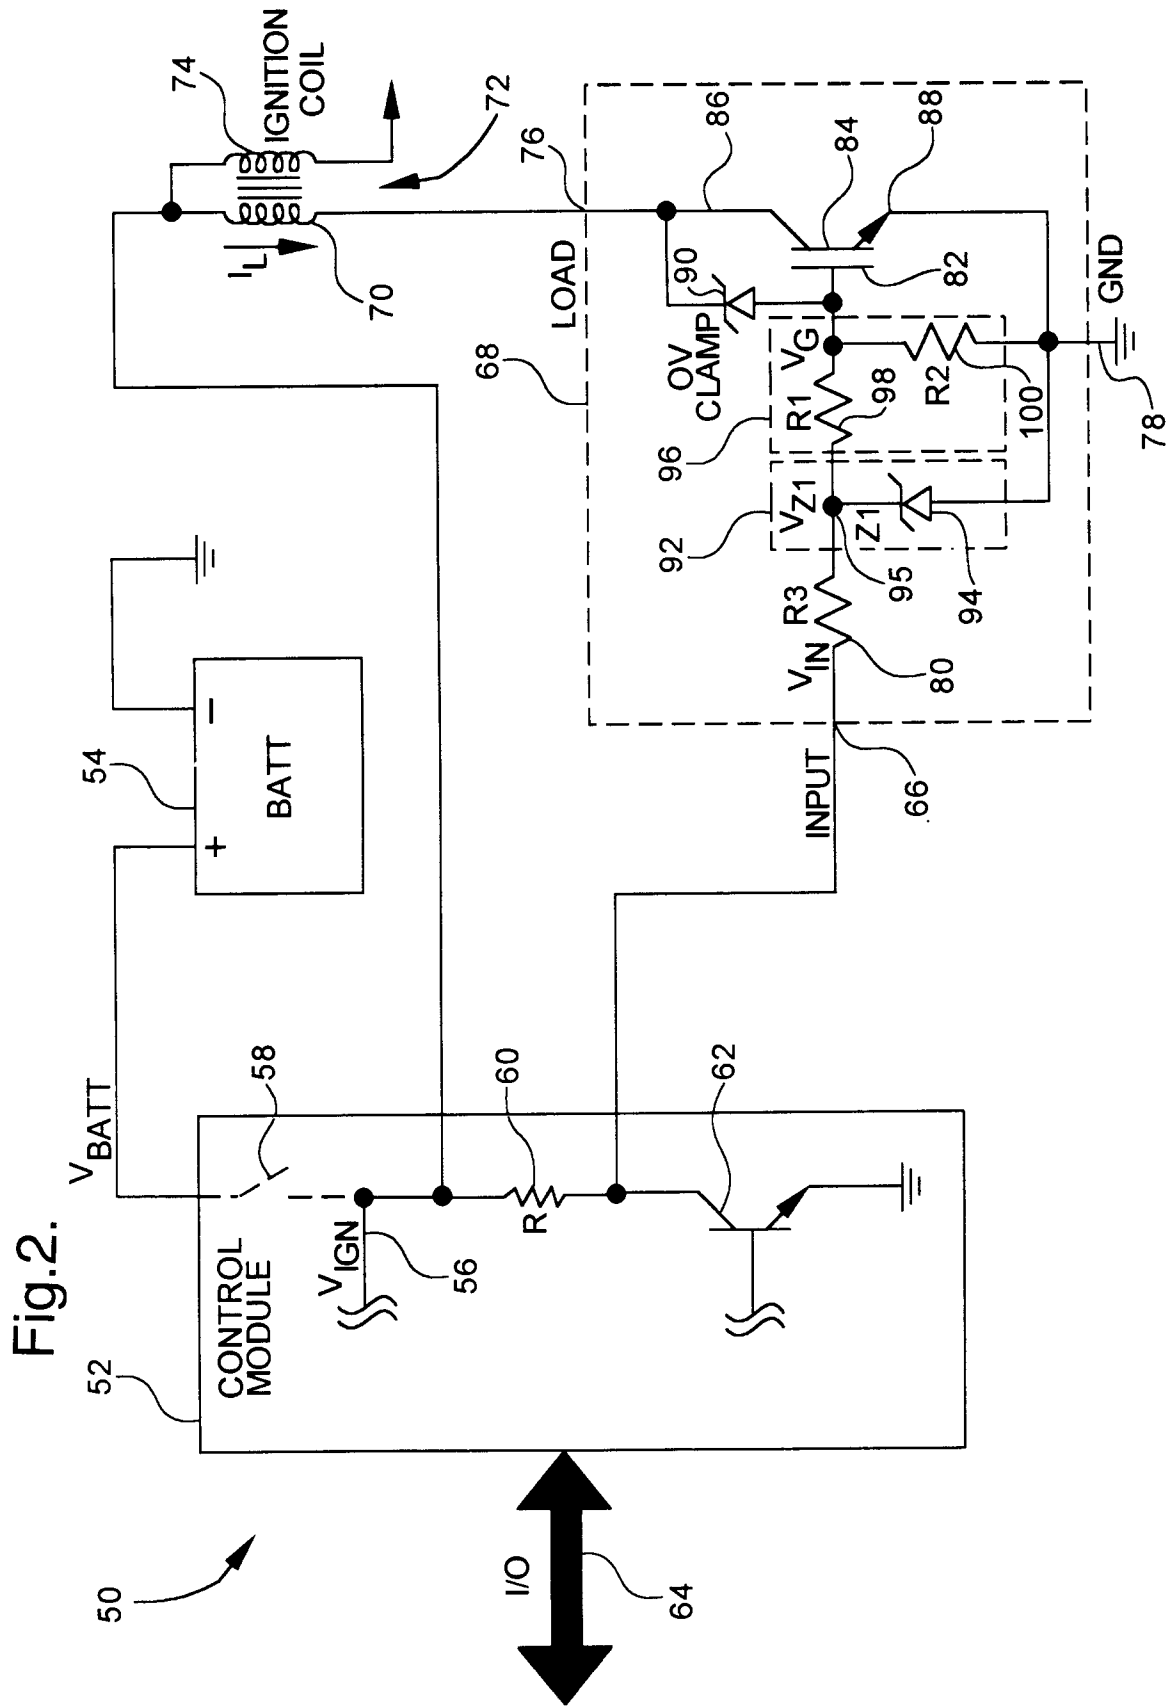 Fig.2.
50
52
CONTROL
MODULE
V_BATT
58
V_IGN
56
R
60
62
I/O
64
54
+
−
BATT
74
IGNITION
COIL
I_L
70
72
76
LOAD
68
86
84
88
90
OV
CLAMP
82
V_G
96
R1
98
R2
100
GND
78
92
V_Z1
Z1
95
94
R3
V_IN
80
INPUT
66